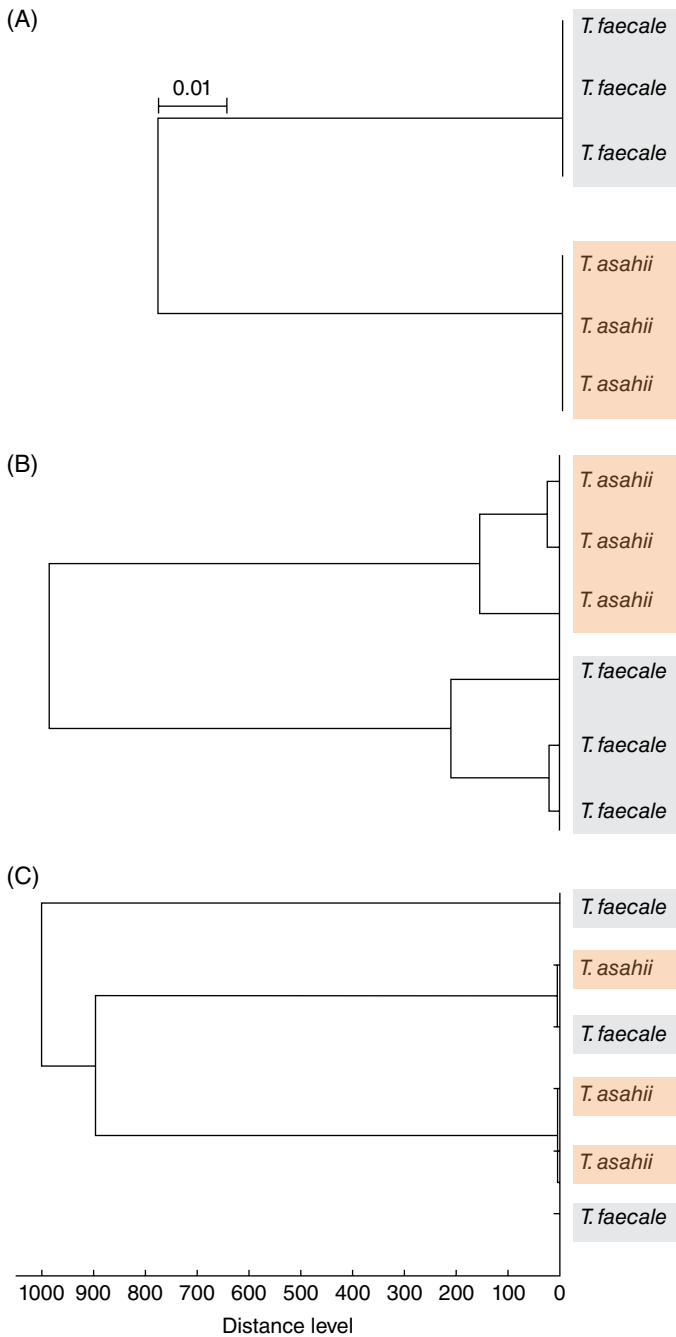 (A)
0.01
T. faecale
T. faecale
T. faecale
T. asahii
T. asahii
T. asahii
(B)
T. asahii
T. asahii
T. asahii
T. faecale
T. faecale
T. faecale
(C)
T. faecale
T. asahii
T. faecale
T. asahii
T. asahii
T. faecale
1000 900 800 700 600 500 400 300 200 100 0
Distance level